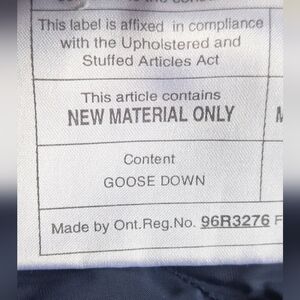 This label is affixed in compliance
with the Upholstered and
Stuffed Articles Act
This article contains
NEW MATERIAL ONLY
Content
GOOSE DOWN
Made by Ont.Reg.No. 96R3276